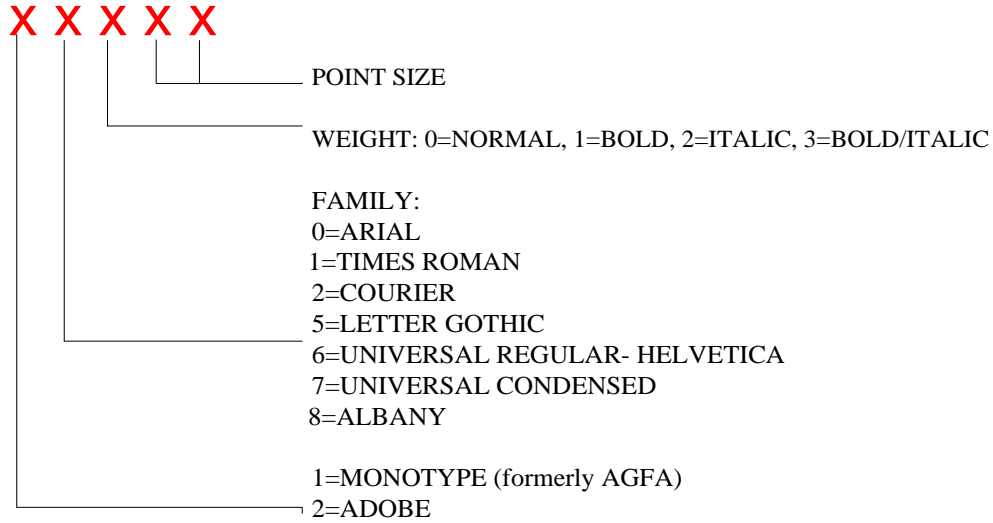 X X X X X
POINT SIZE
WEIGHT: 0=NORMAL, 1=BOLD, 2=ITALIC, 3=BOLD/ITALIC
FAMILY:
0=ARIAL
1=TIMES ROMAN
2=COURIER
5=LETTER GOTHIC
6=UNIVERSAL REGULAR- HELVETICA
7=UNIVERSAL CONDENSED
8=ALBANY
1=MONOTYPE (formerly AGFA)
2=ADOBE